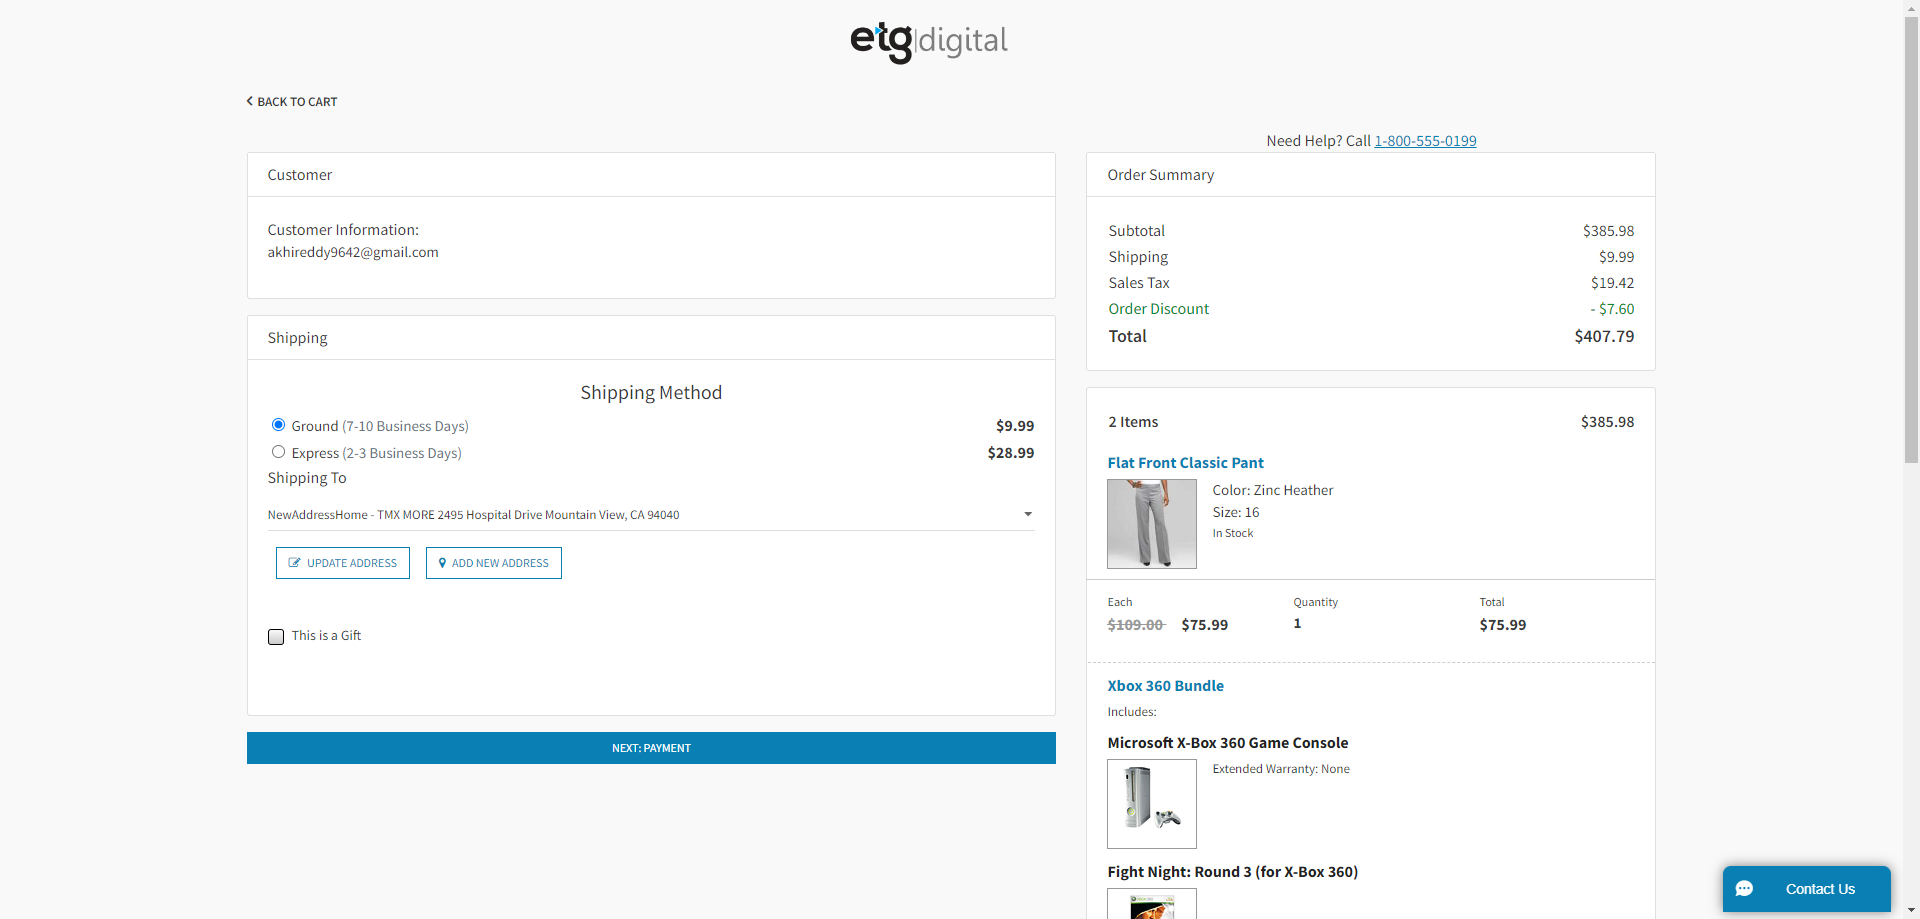 etg|digital
BACK TO CART
Need Help? Call 1-800-555-0199
Customer
Customer Information:
akhireddy9642@gmail.com
Shipping
Shipping Method
Ground (7-10 Business Days) $9.99
Express (2-3 Business Days) $28.99
Shipping To
NewAddressHome - TMX MORE 2495 Hospital Drive Mountain View, CA 94040
UPDATE ADDRESS ADD NEW ADDRESS
This is a Gift
NEXT: PAYMENT
Order Summary
Subtotal $385.98
Shipping $9.99
Sales Tax $19.42
Order Discount - $7.60
Total $407.79
2 Items $385.98
Flat Front Classic Pant
Color: Zinc Heather
Size: 16
In Stock
Each Quantity Total
$109.00 $75.99 1 $75.99
Xbox 360 Bundle
Includes:
Microsoft X-Box 360 Game Console
Extended Warranty: None
Fight Night: Round 3 (for X-Box 360)
Contact Us